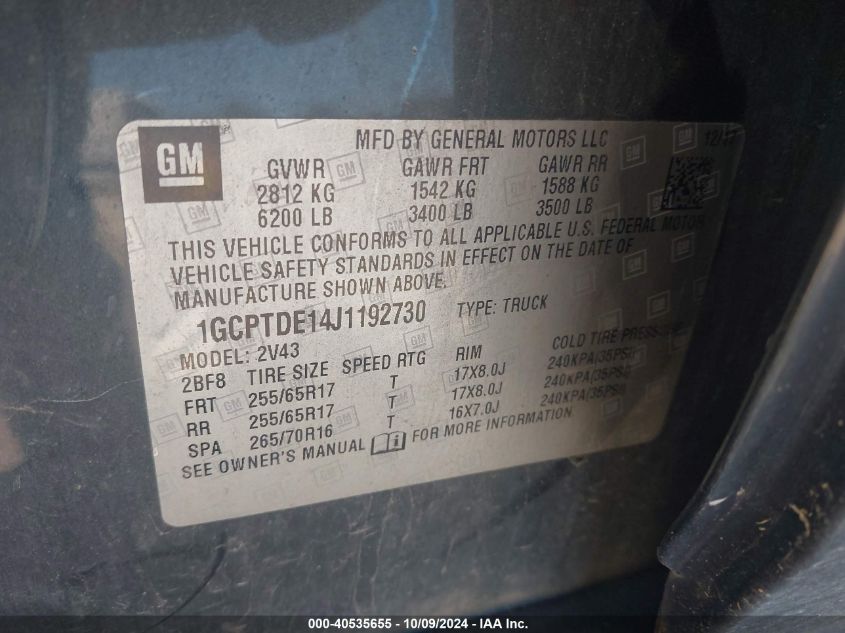 GM
MFD BY GENERAL MOTORS LLC
GVWR GAWR FRT GAWR RR
2812 KG 1542 KG 1588 KG
6200 LB 3400 LB 3500 LB
THIS VEHICLE CONFORMS TO ALL APPLICABLE U.S. FEDERAL MOTOR
VEHICLE SAFETY STANDARDS IN EFFECT ON THE DATE OF
MANUFACTURE SHOWN ABOVE.
1GCPTDE14J1192730 TYPE: TRUCK
MODEL: 2V43
2BF8 TIRE SIZE SPEED RTG RIM COLD TIRE PRESS
FRT 255/65R17 T 17X8.0J 240KPA(35PSI)
RR 255/65R17 T 17X8.0J 240KPA(35PSI)
SPA 265/70R16 T 16X7.0J 240KPA(35PSI)
SEE OWNER'S MANUAL FOR MORE INFORMATION
000-40535655 - 10/09/2024 - IAA Inc.